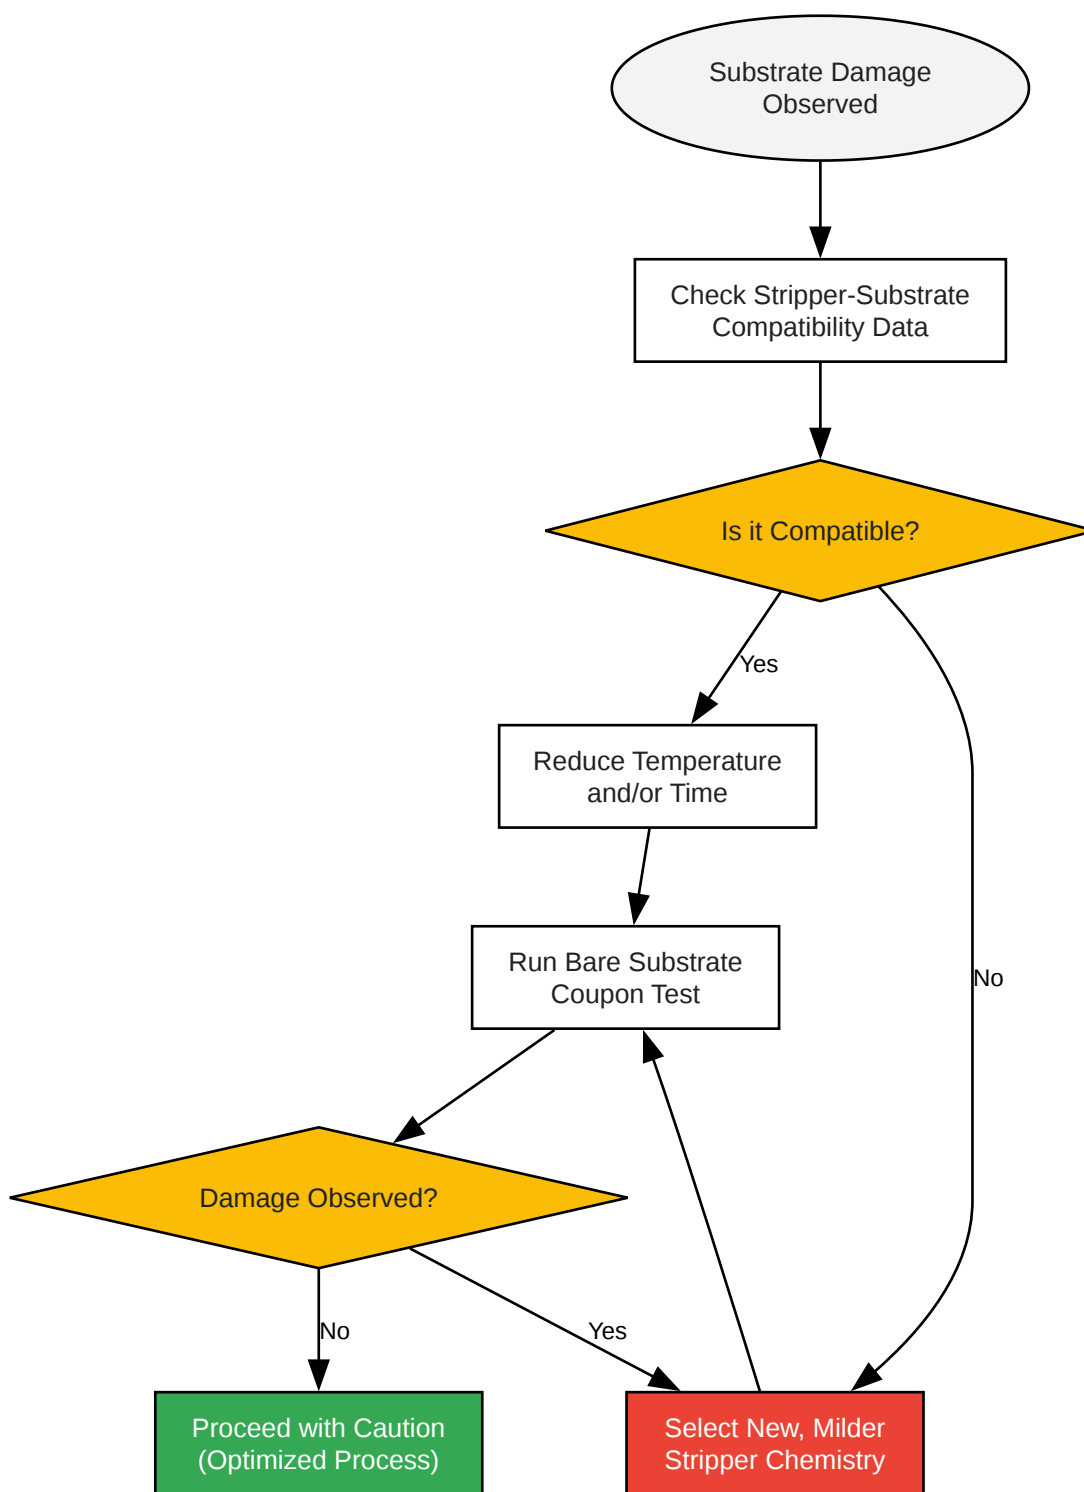 Substrate Damage
Observed
Check Stripper-Substrate
Compatibility Data
Is it Compatible?
Yes
Reduce Temperature
and/or Time
Run Bare Substrate
Coupon Test
No
Damage Observed?
No
Yes
Proceed with Caution
(Optimized Process)
Select New, Milder
Stripper Chemistry